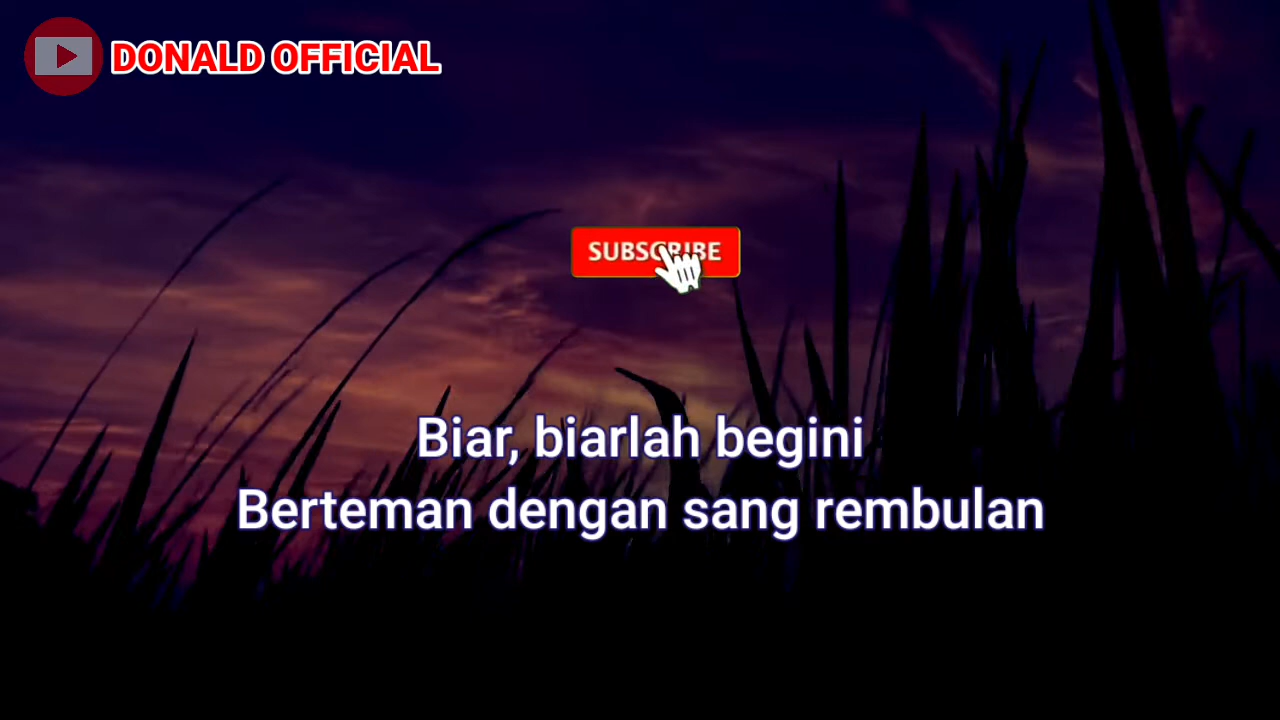 DONALD OFFICIAL
SUBSCRIBE
Biar, biarlah begini
Berteman dengan sang rembulan